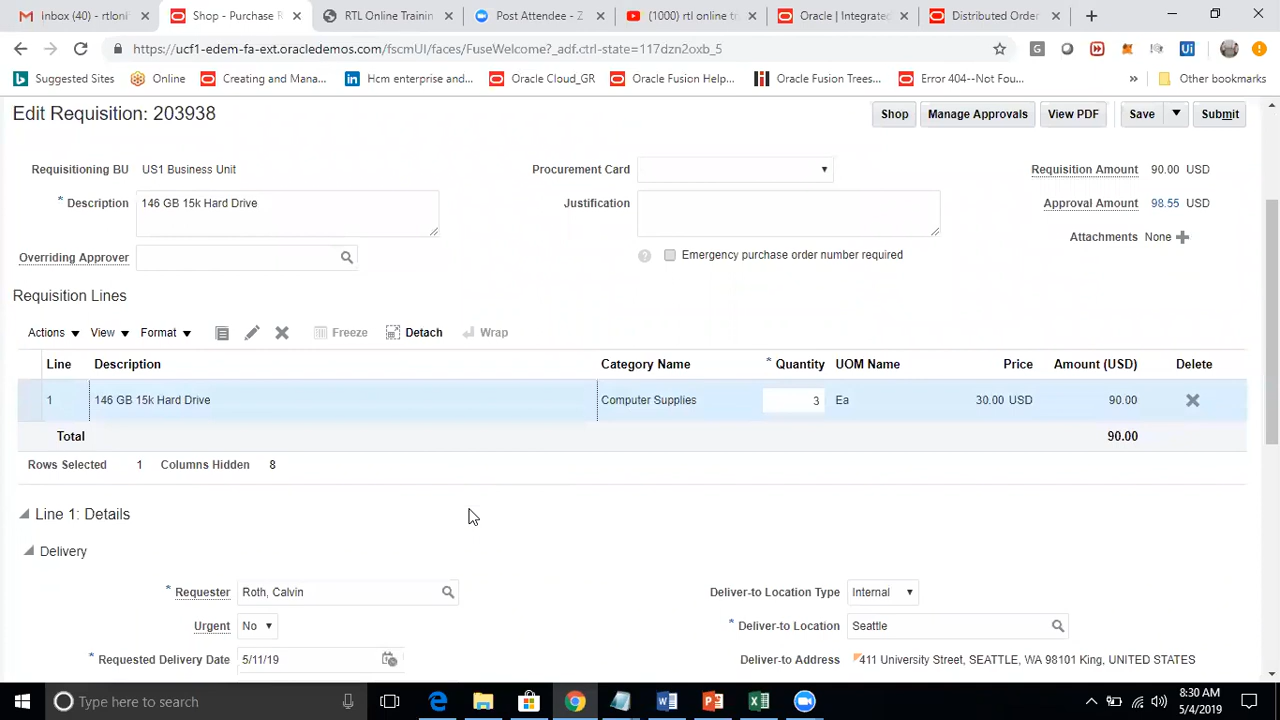 Inbox (40) - rtlonif
Shop - Purchase R
RTL Online Trainin
Post Attendee - Z
(1000) rtl online t
Oracle | Integrate
Distributed Order
https://ucf1-edem-fa-ext.oracledemos.com/fscmUI/faces/FuseWelcome?_adf.ctrl-state=117dzn2oxb_5
Suggested Sites
Online
Creating and Mana...
Hcm enterprise and...
Oracle Cloud_GR
Oracle Fusion Help...
Oracle Fusion Trees...
Error 404--Not Fou...
» Other bookmarks
Edit Requisition: 203938
Shop Manage Approvals View PDF Save Submit
Requisitioning BU US1 Business Unit
Procurement Card
Requisition Amount 90.00 USD
* Description 146 GB 15k Hard Drive
Justification
Approval Amount 98.55 USD
Attachments None
Overriding Approver
Emergency purchase order number required
Requisition Lines
Actions View Format Freeze Detach Wrap
Line Description Category Name * Quantity UOM Name Price Amount (USD) Delete
1 146 GB 15k Hard Drive Computer Supplies 3 Ea 30.00 USD 90.00
Total 90.00
Rows Selected 1 Columns Hidden 8
Line 1: Details
Delivery
* Requester Roth, Calvin
Deliver-to Location Type Internal
Urgent No
* Deliver-to Location Seattle
* Requested Delivery Date 5/11/19
Deliver-to Address 411 University Street, SEATTLE, WA 98101 King, UNITED STATES
Type here to search
8:30 AM
5/4/2019